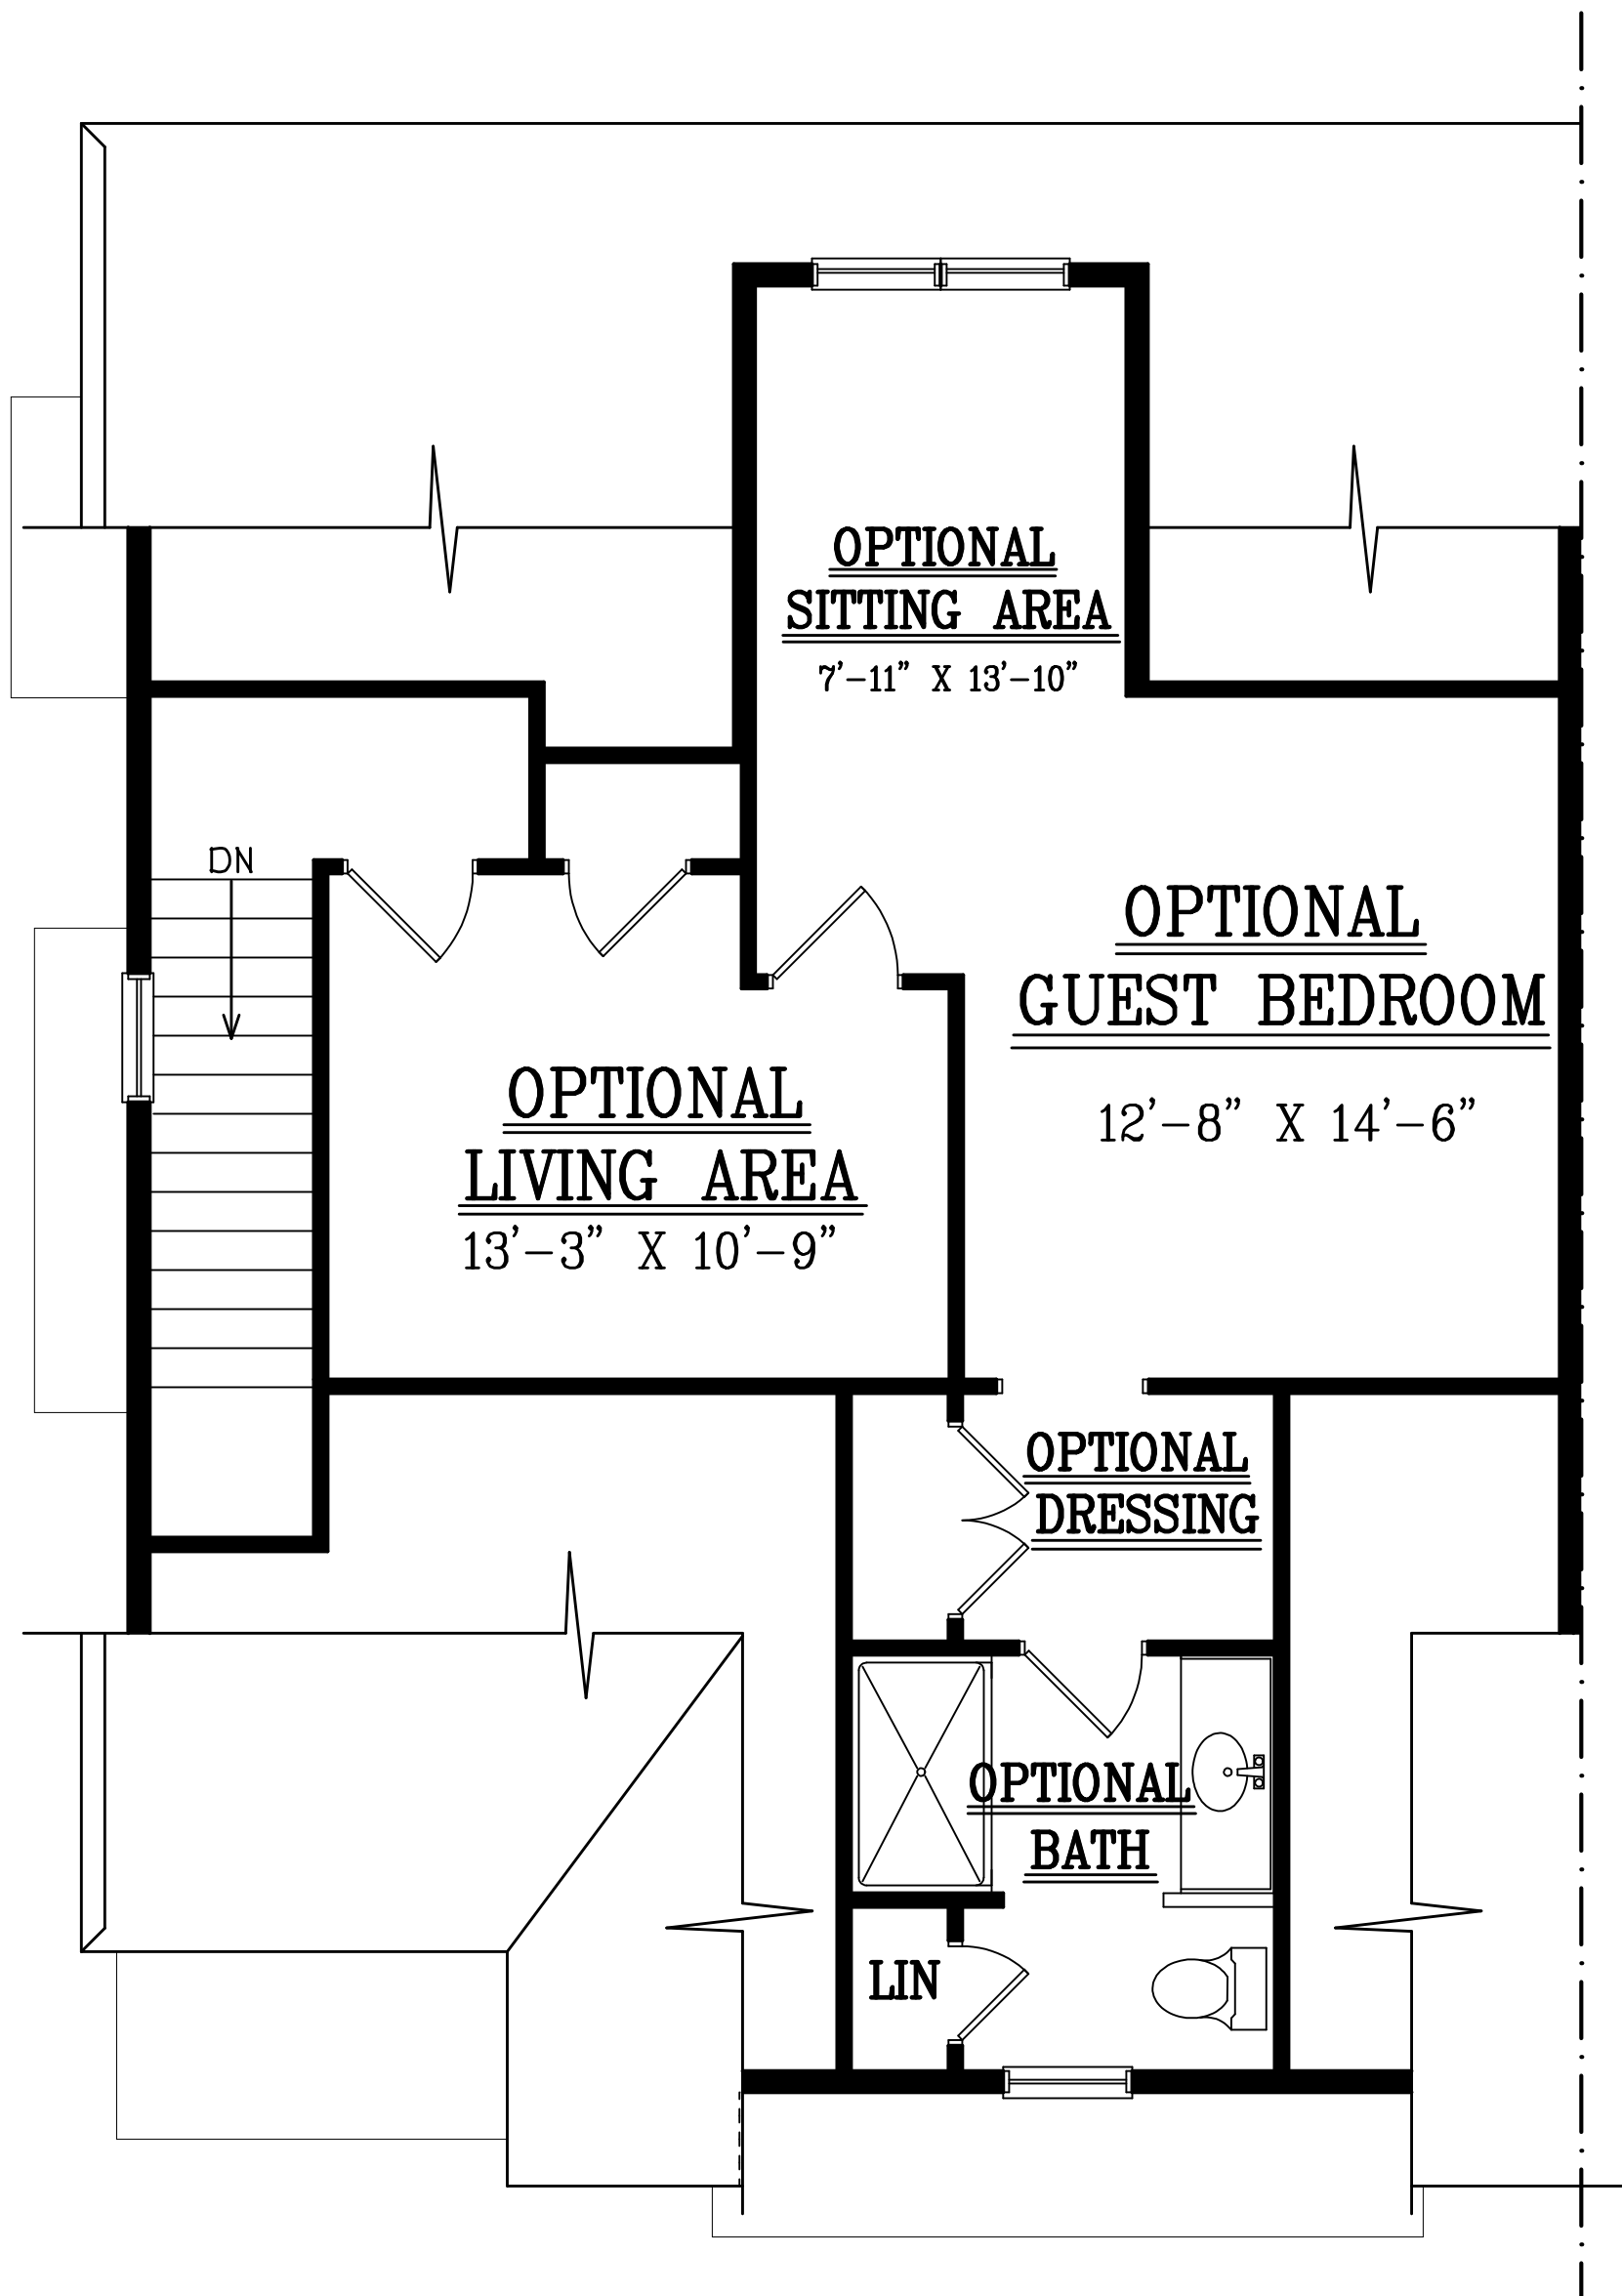 OPTIONAL
SITTING AREA
7'-11" X 13'-10"
DN
OPTIONAL
GUEST BEDROOM
12'-8" X 14'-6"
OPTIONAL
LIVING AREA
13'-3" X 10'-9"
OPTIONAL
DRESSING
OPTIONAL
BATH
LIN